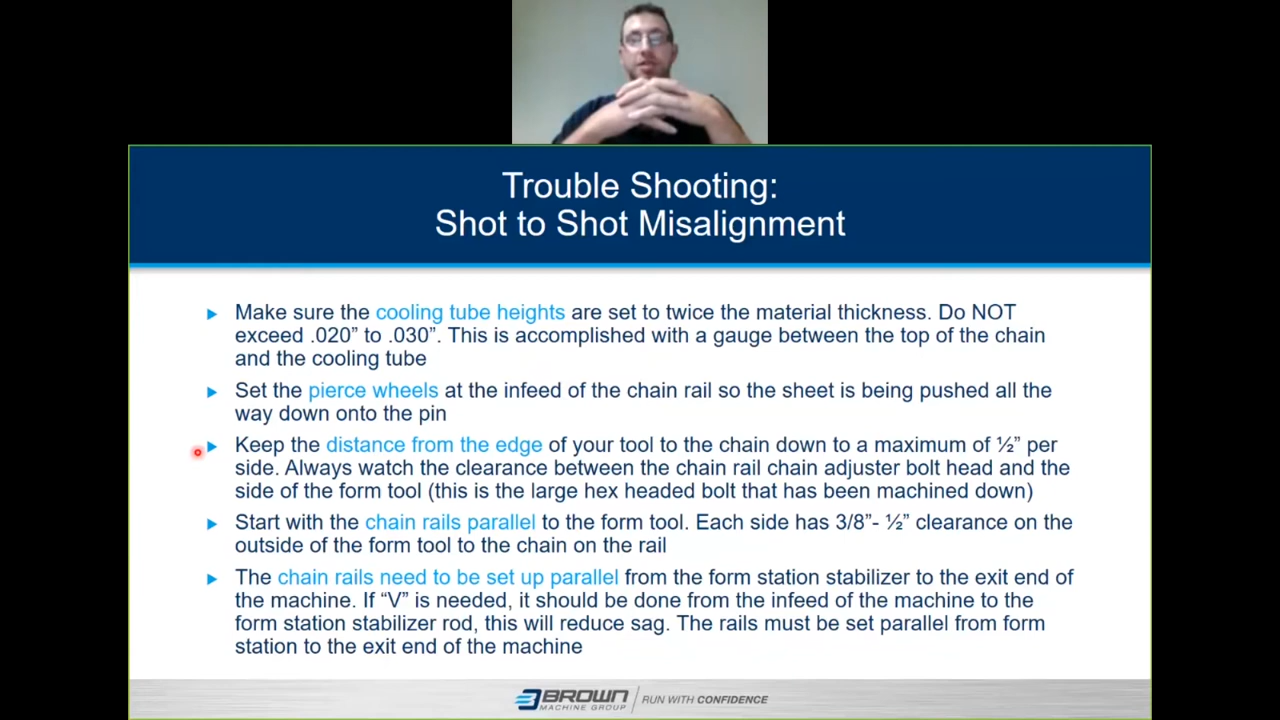 Trouble Shooting:
Shot to Shot Misalignment
Make sure the cooling tube heights are set to twice the material thickness. Do NOT
exceed .020” to .030”. This is accomplished with a gauge between the top of the chain
and the cooling tube
Set the pierce wheels at the infeed of the chain rail so the sheet is being pushed all the
way down onto the pin
Keep the distance from the edge of your tool to the chain down to a maximum of ½” per
side. Always watch the clearance between the chain rail chain adjuster bolt head and the
side of the form tool (this is the large hex headed bolt that has been machined down)
Start with the chain rails parallel to the form tool. Each side has 3/8”- ½” clearance on the
outside of the form tool to the chain on the rail
The chain rails need to be set up parallel from the form station stabilizer to the exit end of
the machine. If “V” is needed, it should be done from the infeed of the machine to the
form station stabilizer rod, this will reduce sag. The rails must be set parallel from form
station to the exit end of the machine
BROWN
MACHINE GROUP
RUN WITH CONFIDENCE